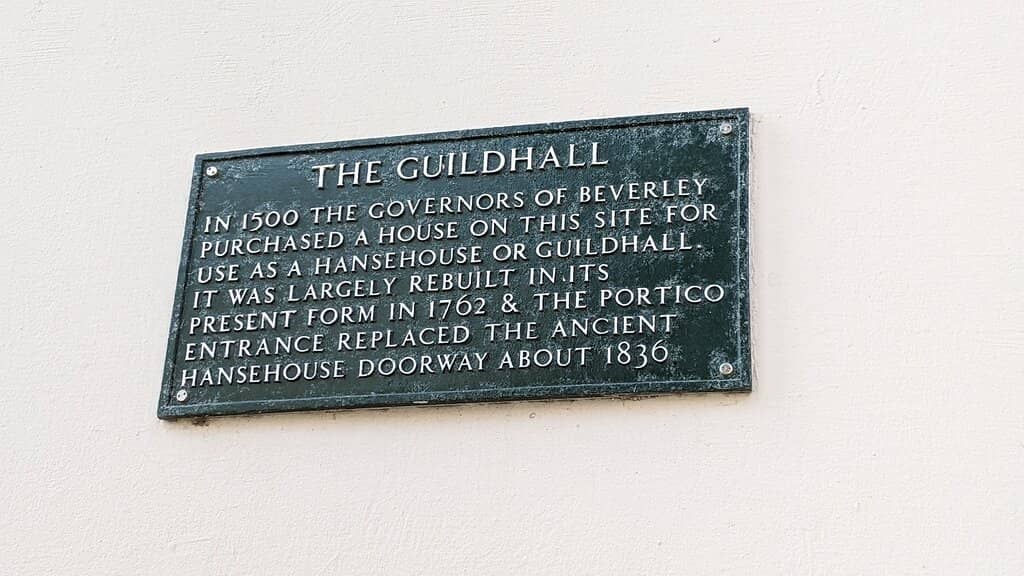 THE GUILDHALL
IN 1500 THE GOVERNORS OF BEVERLEY
PURCHASED A HOUSE ON THIS SITE FOR
USE AS A HANSEHOUSE OR GUILDHALL.
IT WAS LARGELY REBUILT IN ITS
PRESENT FORM IN 1762 & THE PORTICO
ENTRANCE REPLACED THE ANCIENT
HANSEHOUSE DOORWAY ABOUT 1836